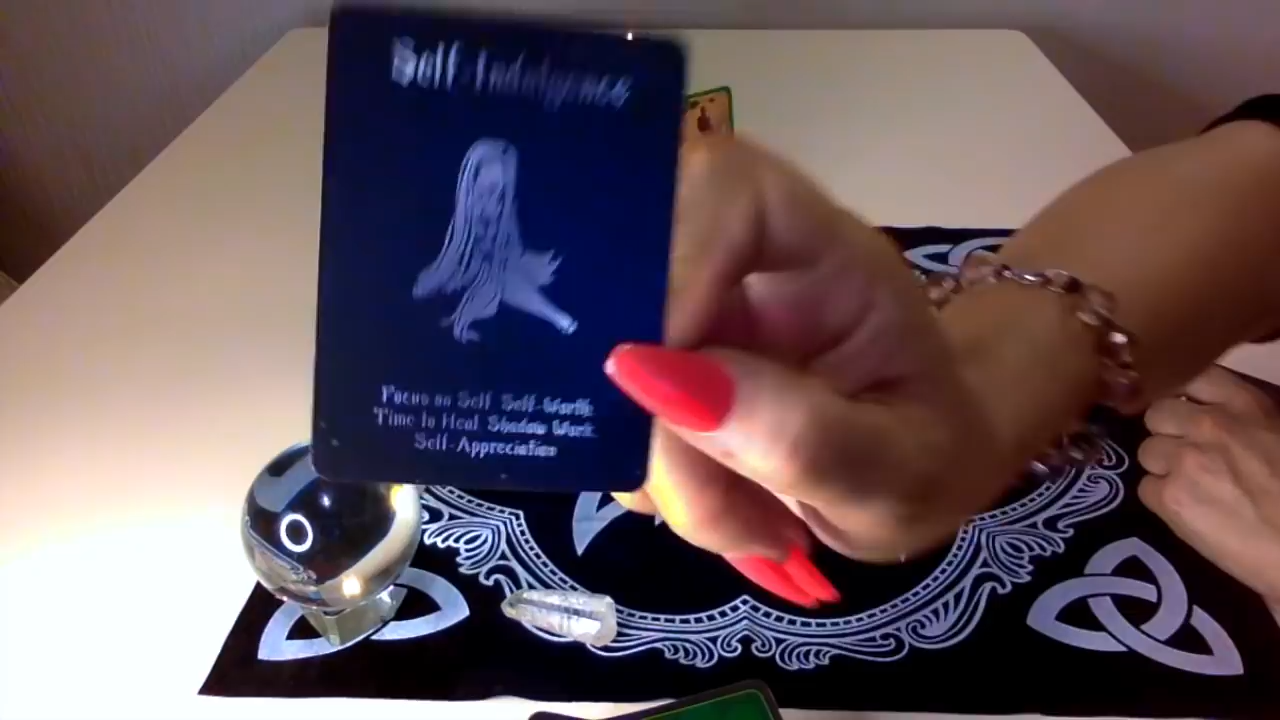 Self-Indulgence
Focus on Self Self-Worth
Time to Heal Shadow Work
Self-Appreciation